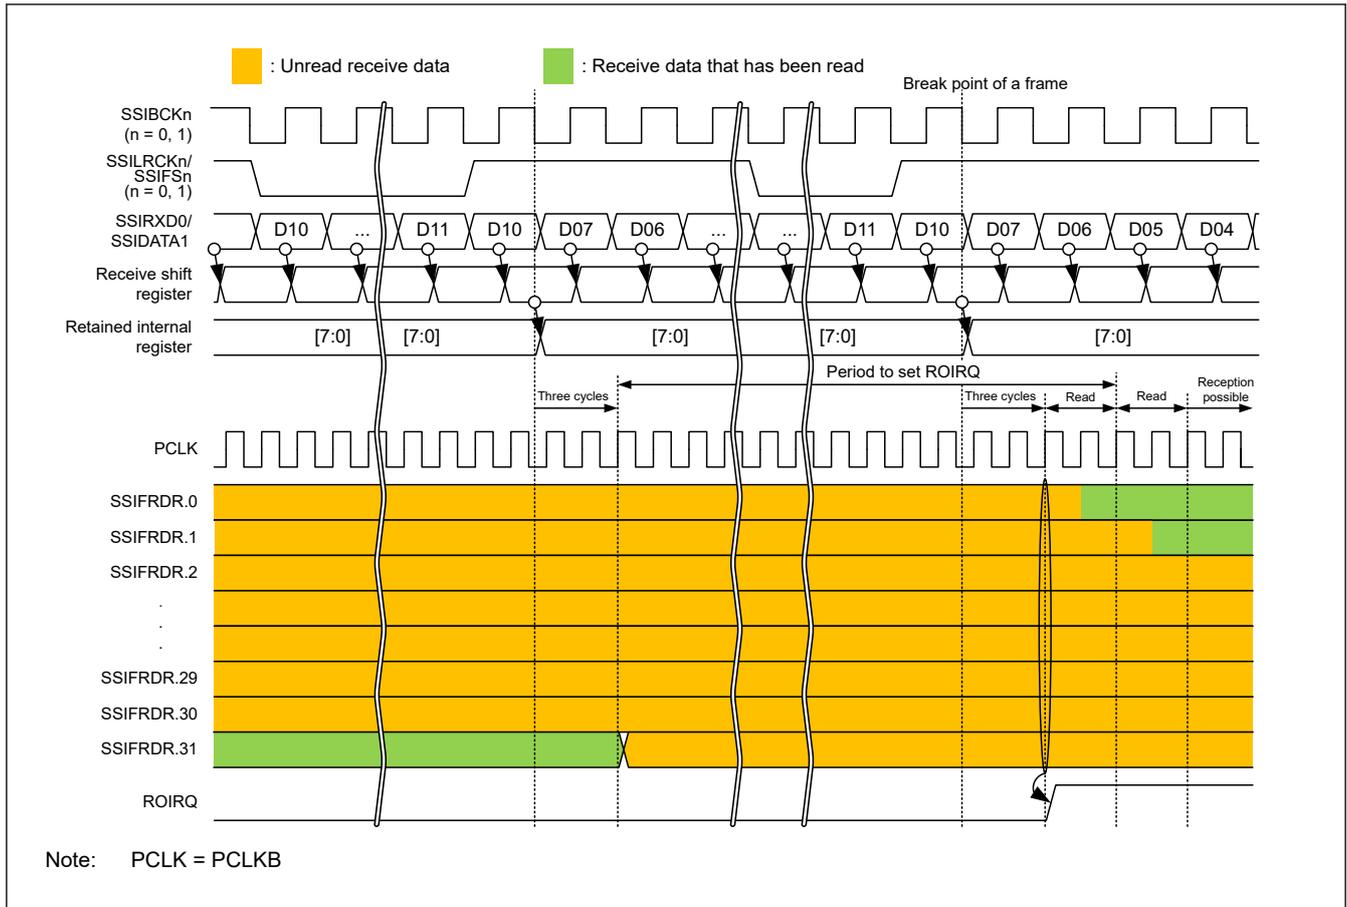 : Unread receive data
: Receive data that has been read
Break point of a frame
SSIBCKn
(n = 0, 1)
SSILRCKn/
SSIFSn
(n = 0, 1)
SSIRXD0/
SSIDATA1
D10 ... D11 D10 D07 D06 ... ... D11 D10 D07 D06 D05 D04
Receive shift
register
Retained internal
register
[7:0] [7:0] [7:0] [7:0] [7:0]
Period to set ROIRQ
Three cycles
Three cycles
Read
Read
Reception
possible
PCLK
SSIFRDR.0
SSIFRDR.1
SSIFRDR.2
.
.
.
SSIFRDR.29
SSIFRDR.30
SSIFRDR.31
ROIRQ
Note: PCLK = PCLKB